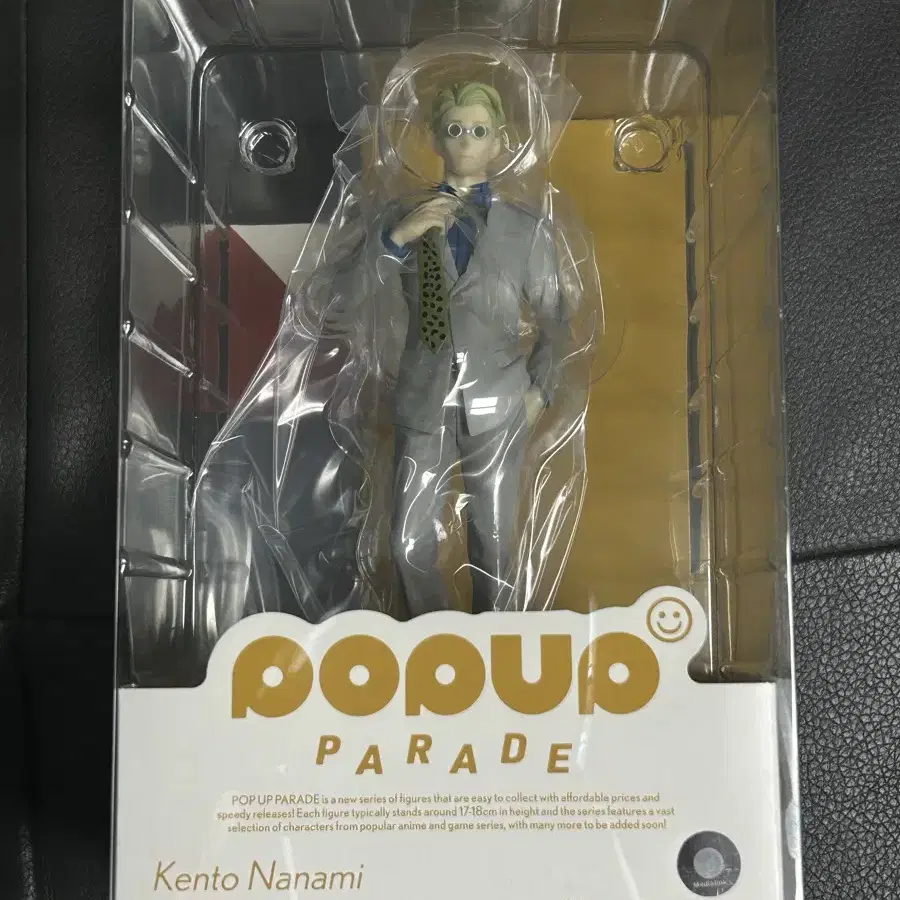 POPUP
PARADE
POP UP PARADE is a new series of figures that are easy to collect with affordable prices and
speedy releases! Each figure typically stands around 17-18cm in height and the series features a vast
selection of characters from popular anime and game series, with many more to be added soon!
Kento Nanami